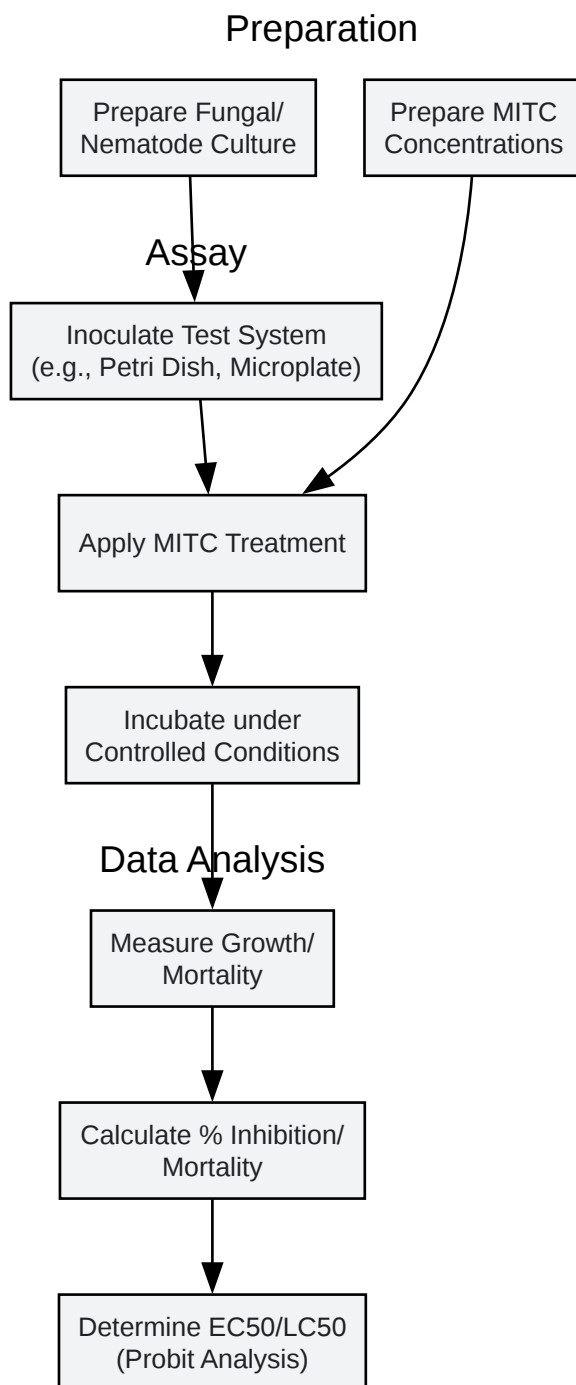 Preparation
Prepare Fungal/
Nematode Culture
Prepare MITC
Concentrations
Assay
Inoculate Test System
(e.g., Petri Dish, Microplate)
Apply MITC Treatment
Incubate under
Controlled Conditions
Data Analysis
Measure Growth/
Mortality
Calculate % Inhibition/
Mortality
Determine EC50/LC50
(Probit Analysis)